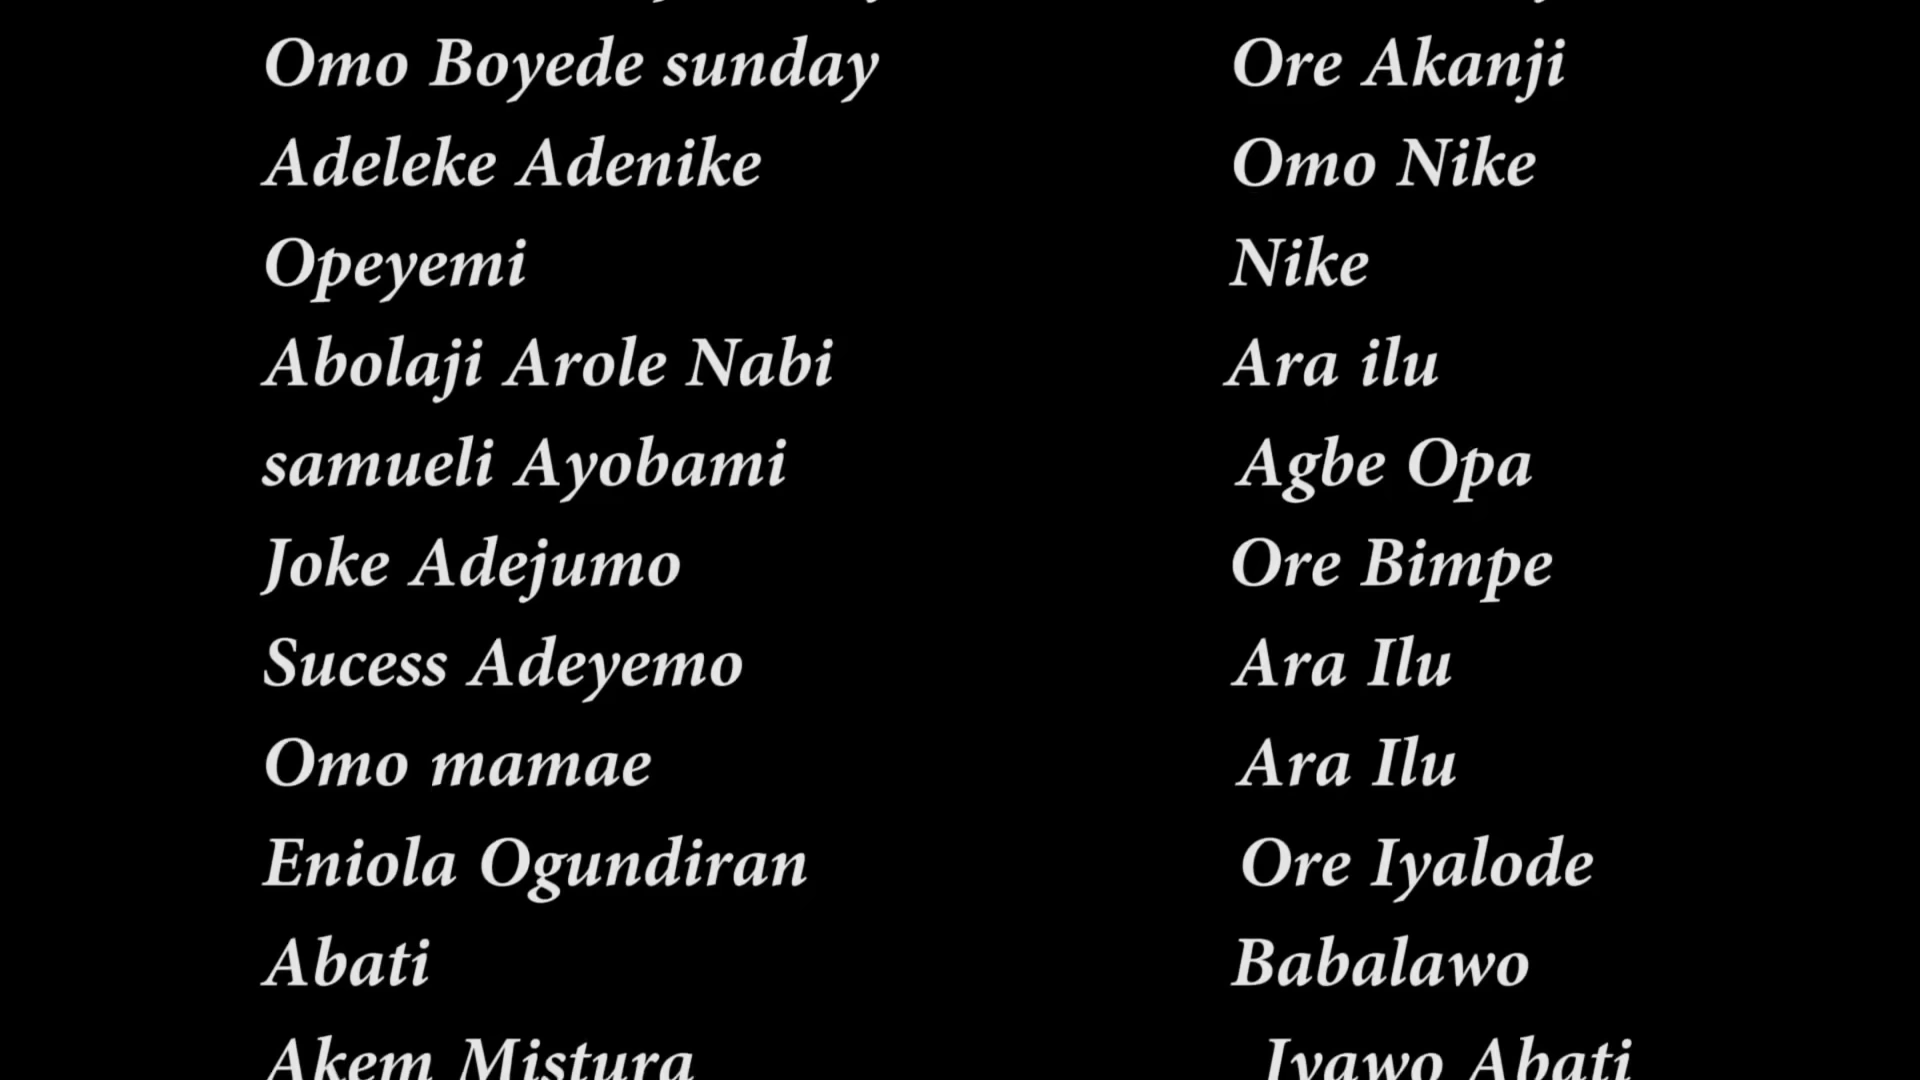 Omo Boyede sunday Ore Akanji
Adeleke Adenike Omo Nike
Opeyemi Nike
Abolaji Arole Nabi Ara ilu
samueli Ayobami Agbe Opa
Joke Adejumo Ore Bimpe
Sucess Adeyemo Ara Ilu
Omo mamae Ara Ilu
Eniola Ogundiran Ore Iyalode
Abati Babalawo
Akem Mistura Iyawo Abati